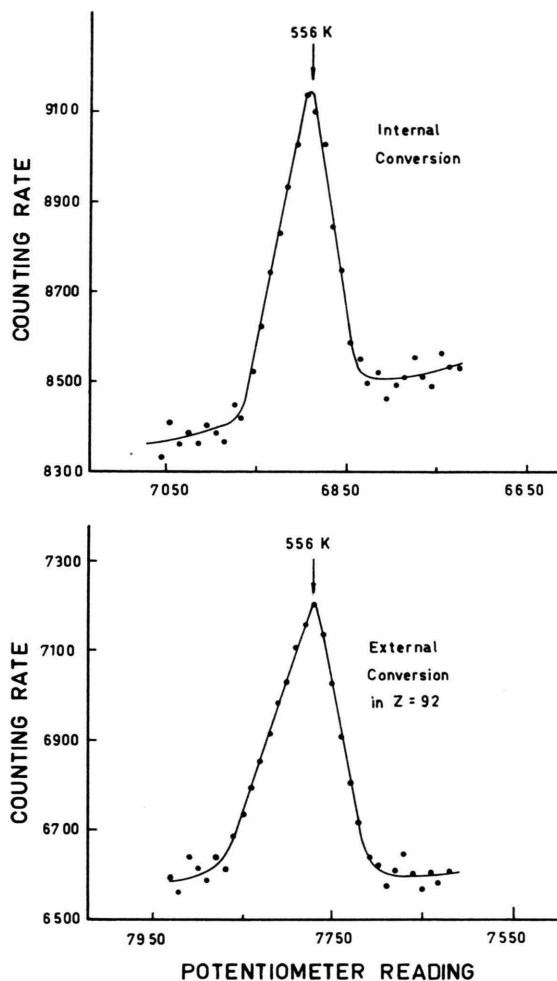 556 K
9100
8900
8700
8500
8300
COUNTING RATE
Internal
Conversion
7050
6850
6650
556 K
7300
7100
6900
6700
6500
COUNTING RATE
External
Conversion
in Z = 92
7950
7750
7550
POTENTIOMETER READING